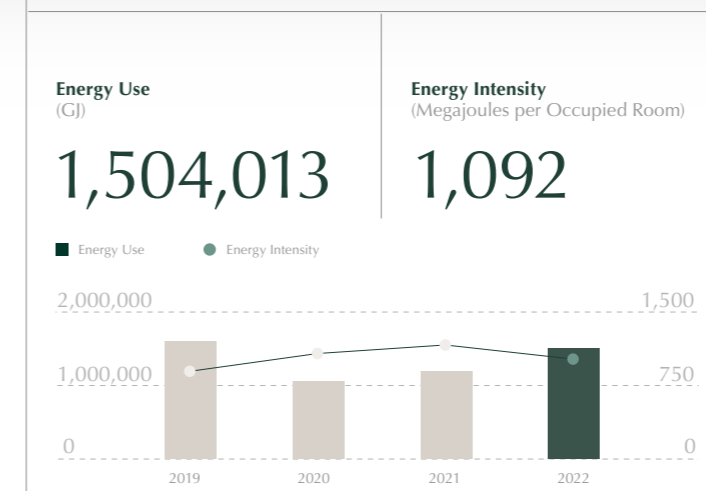 Energy Use
(GJ)
1,504,013
Energy Intensity
(Megajoules per Occupied Room)
1,092
Energy Use
Energy Intensity
2,000,000
1,500
1,000,000
750
0
0
2019
2020
2021
2022